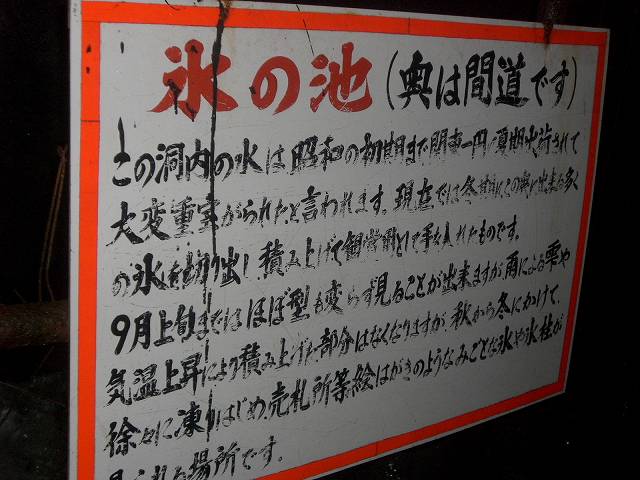 氷の池(奥は間道です)
この洞内の氷は昭和の初期まで関東一円に夏期出荷されて
大変重宝がられたと言われます。現在では冬期にこの
の氷を切り出し積み上げて観賞用として手を入れたものです。
9月上旬まではほぼ型も変らず見ることが出来ますが、雨による雫や
気温上昇により積み上げた部分はなくなりますが、秋から冬にかけて、
徐々に凍りはじめ売札所等絵はがきのようなみごとな氷や氷柱が
見られる場所です。